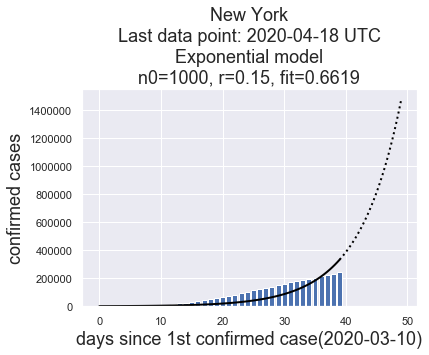 New York
Last data point: 2020-04-18 UTC
Exponential model
n0=1000, r=0.15, fit=0.6619
confirmed cases
1400000
1200000
1000000
800000
600000
400000
200000
0
0 10 20 30 40 50
days since 1st confirmed case(2020-03-10)